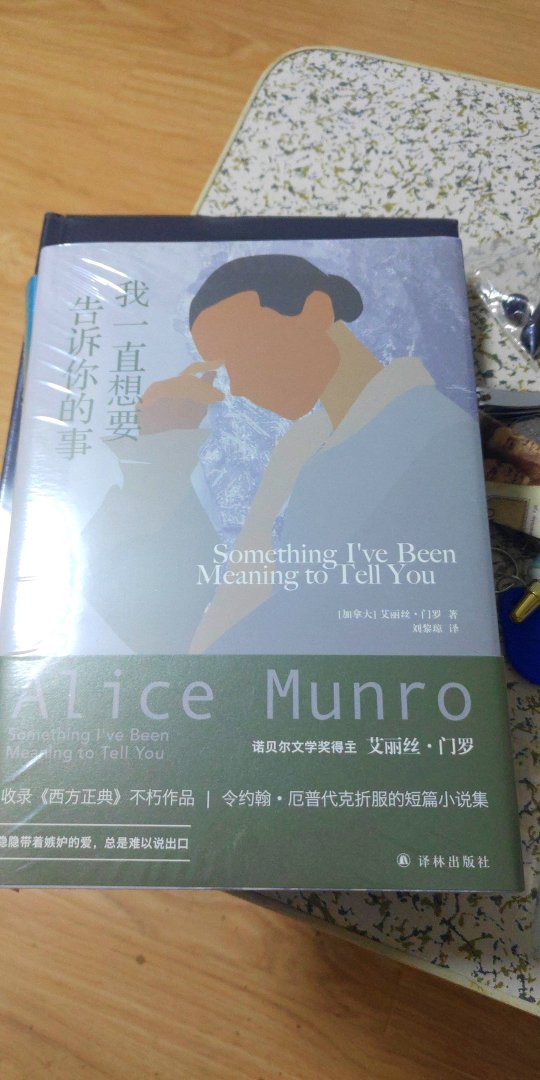 我一直想要
告诉你的事
Something I've Been
Meaning to Tell You
[加拿大] 艾丽丝·门罗 著
刘黎琼 译
Alice Munro
Something I've Been
Meaning to Tell You
诺贝尔文学奖得主 艾丽丝·门罗
收录《西方正典》不朽作品 | 令约翰·厄普代克折服的短篇小说集
隐隐带着嫉妒的爱，总是难以说出口
译林出版社